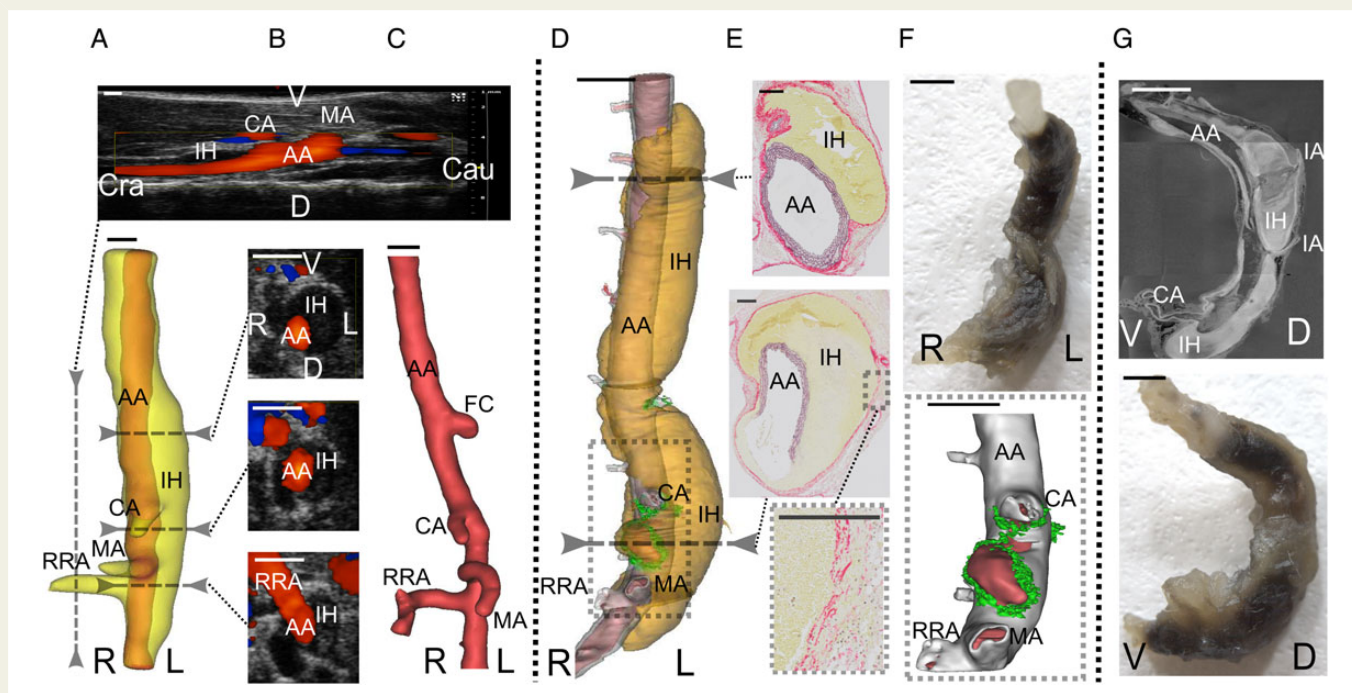 A B C D E F G
V
CA MA
IH AA
Cra Cau
D
AA
IH
CA
MA
RRA
R L
V
IH
R L
AA
D
AA IH
RRA
IH
AA
AA
FC
CA
RRA
MA
R L
IH
AA
CA
IH
RRA
MA
R L
IH
AA
IH
AA
R L
AA
CA
RRA
MA
AA
IA
IH
IA
CA
V D
IH
V D